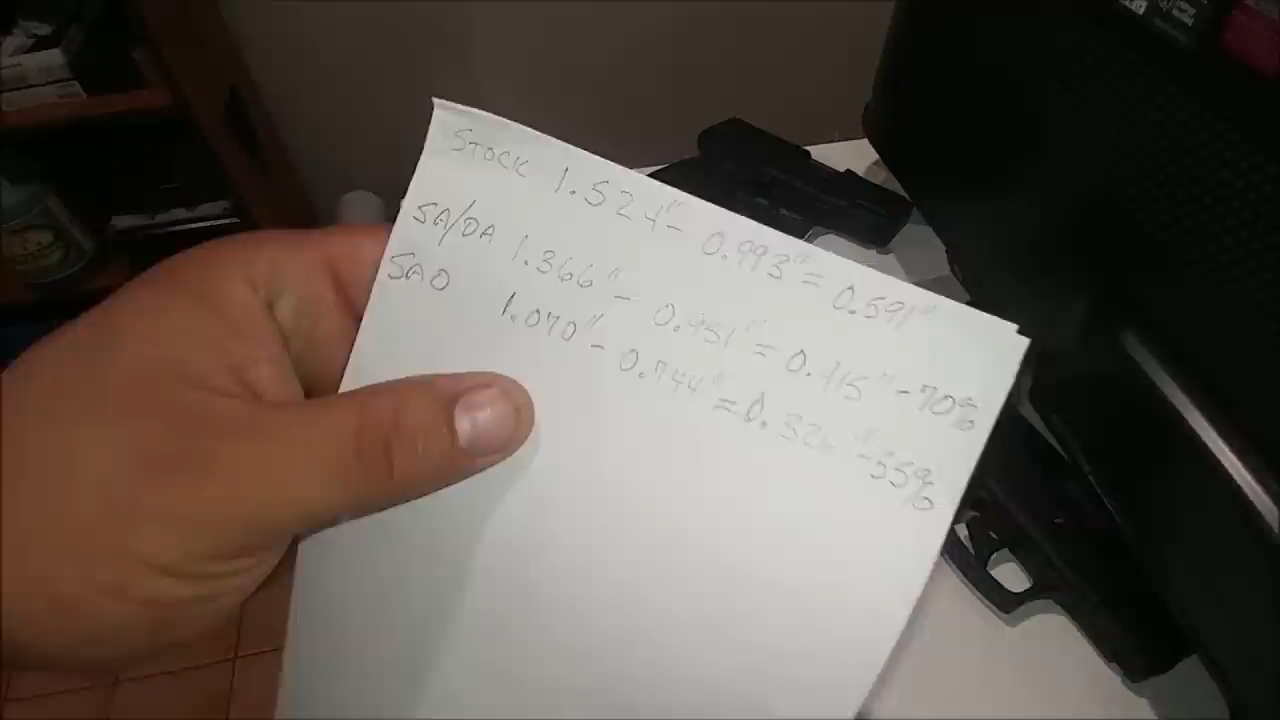 STOCK 1.524" - 0.993" = 0.591"
SA/DA 1.366" - 0.951" = 0.415" - 70%
SAO 1.070" - 0.744" = 0.326" - 55%